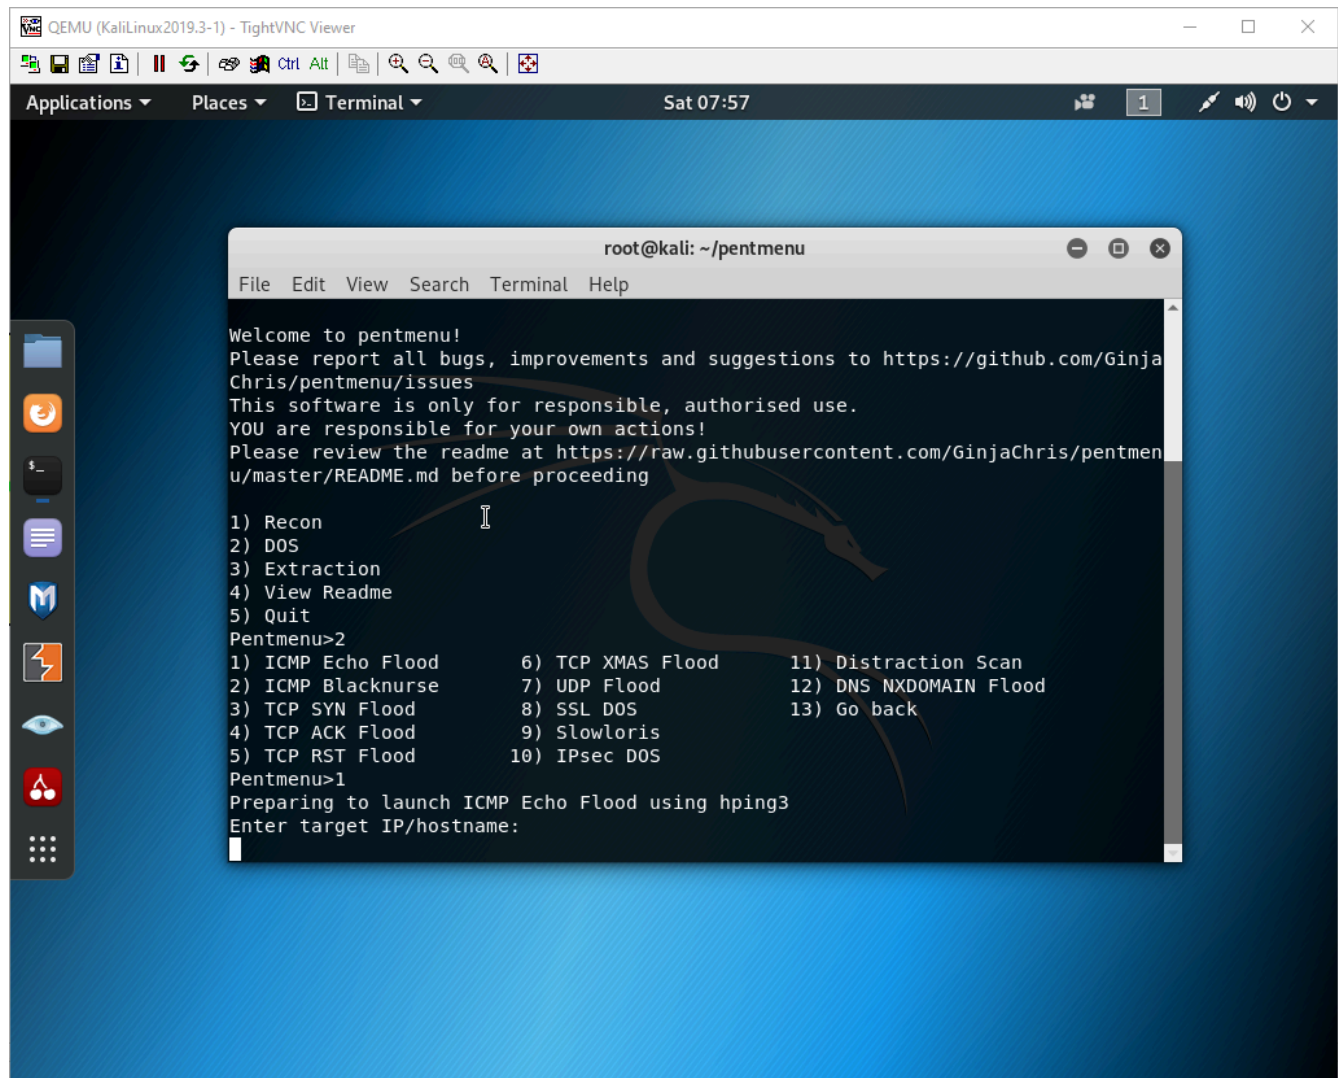 QEMU (KaliLinux2019.3-1) - TightVNC Viewer
Ctrl Alt
Applications Places Terminal Sat 07:57 1
root@kali: ~/pentmenu
File Edit View Search Terminal Help
Welcome to pentmenu!
Please report all bugs, improvements and suggestions to https://github.com/Ginja
Chris/pentmenu/issues
This software is only for responsible, authorised use.
YOU are responsible for your own actions!
Please review the readme at https://raw.githubusercontent.com/GinjaChris/pentmen
u/master/README.md before proceeding
1) Recon
2) DOS
3) Extraction
4) View Readme
5) Quit
Pentmenu>2
1) ICMP Echo Flood 6) TCP XMAS Flood 11) Distraction Scan
2) ICMP Blacknurse 7) UDP Flood 12) DNS NXDOMAIN Flood
3) TCP SYN Flood 8) SSL DOS 13) Go back
4) TCP ACK Flood 9) Slowloris
5) TCP RST Flood 10) IPsec DOS
Pentmenu>1
Preparing to launch ICMP Echo Flood using hping3
Enter target IP/hostname:
$_